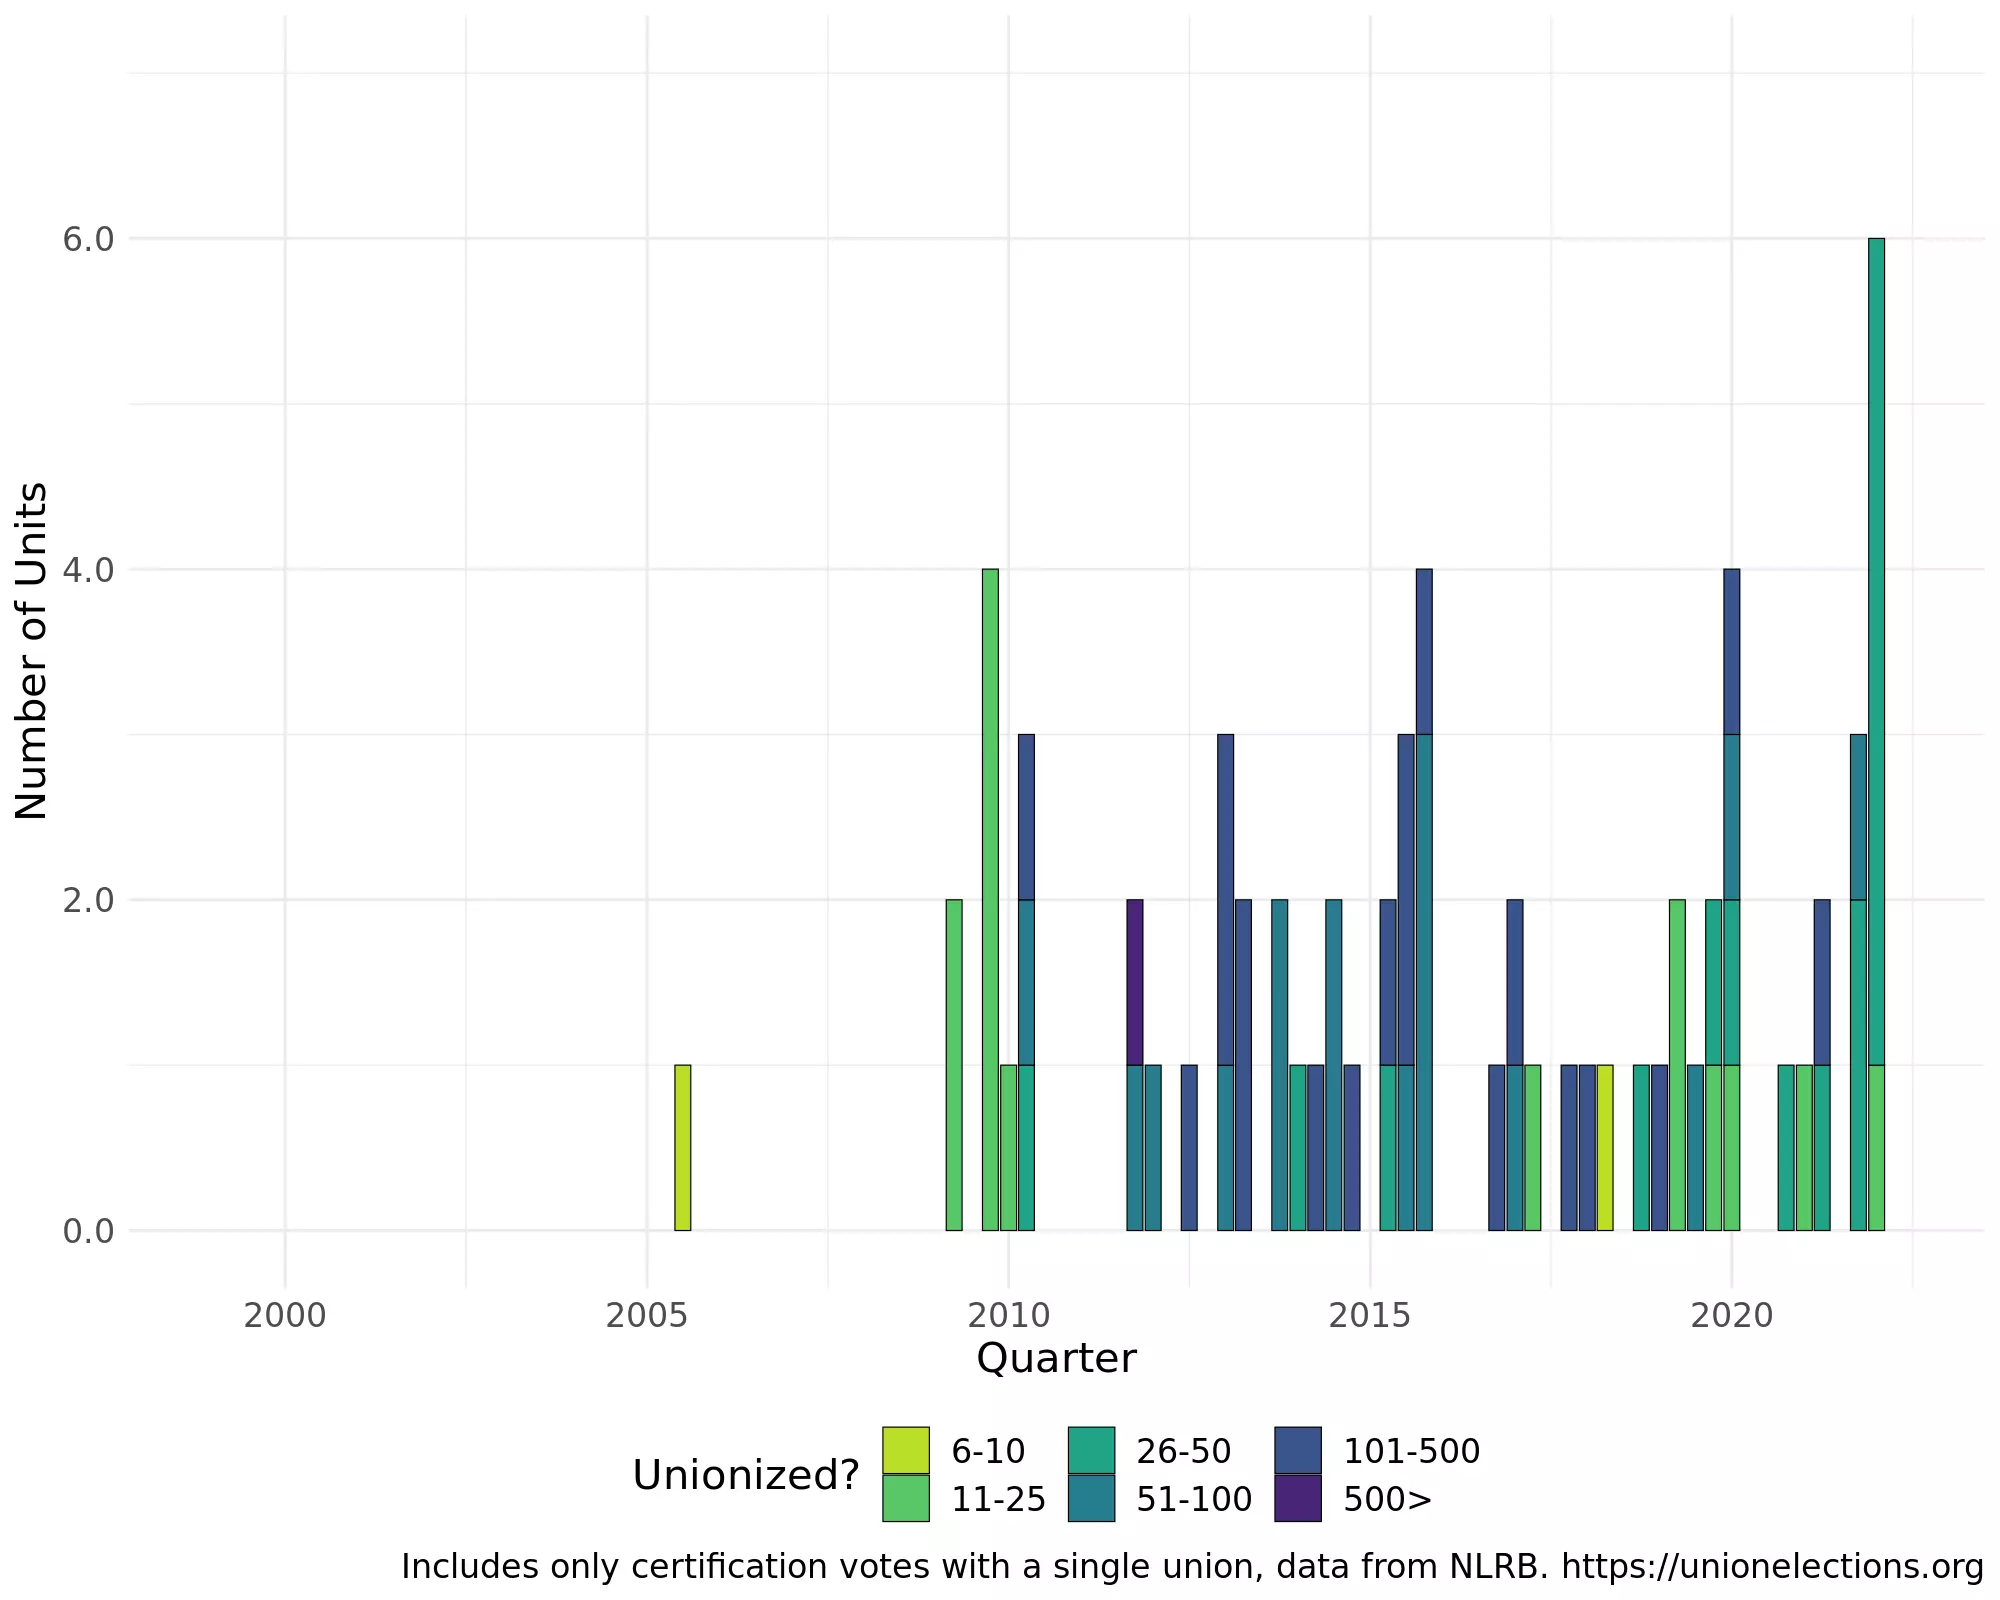 6.0
4.0
2.0
0.0
Number of Units
2000 2005 2010 2015 2020
Quarter
Unionized?
6-10 26-50 101-500
11-25 51-100 500>
Includes only certification votes with a single union, data from NLRB. https://unionelections.org